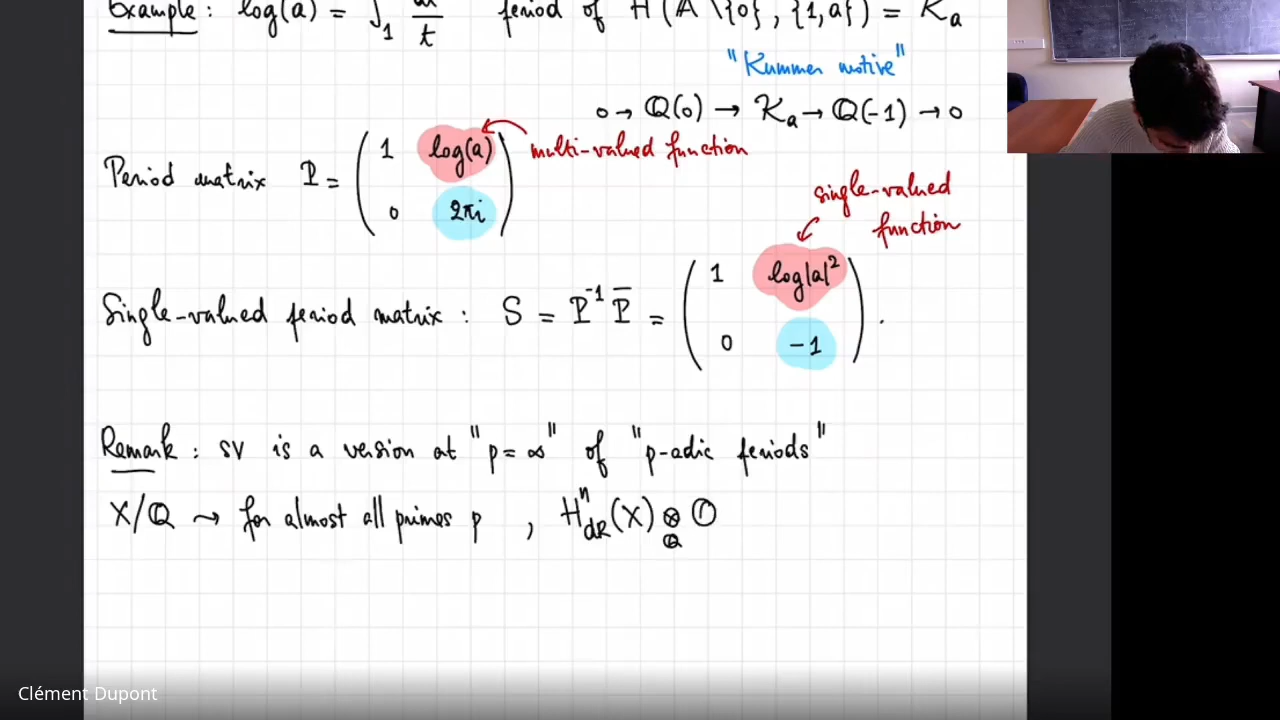 Example : log(a) = ∫₁ dt/t period of H(A \{0}, {1,a}) = K_a
"Kummer motive"
0 → Q(0) → K_a → Q(-1) → 0
Period matrix P = ( 1 log(a) ; 0 2πi )
multi-valued function
single-valued
function
Single-valued period matrix : S = P⁻¹ P̄ = ( 1 log|a|² ; 0 -1 ) .
Remark : sv is a version at "p = ∞" of "p-adic periods"
X/Q ⇝ for almost all primes p , Hⁿ_dR(X) ⊗_Q
Clément Dupont